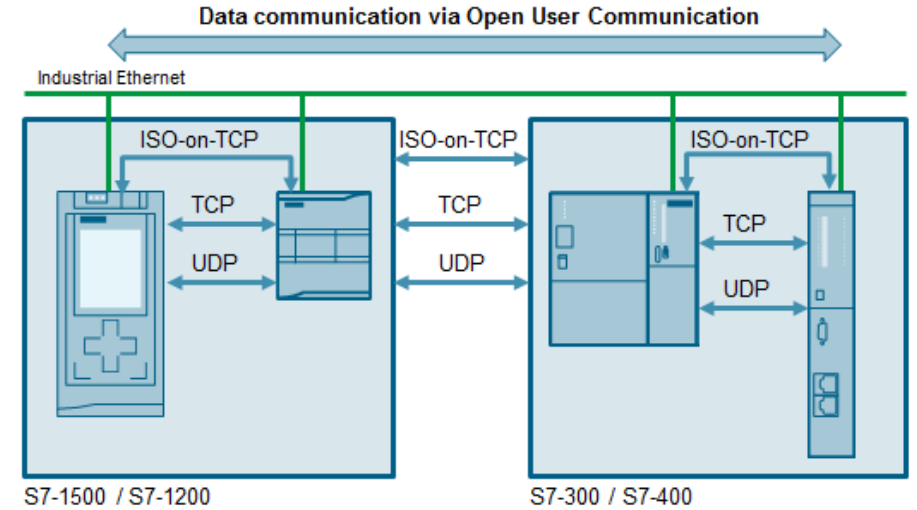 Data communication via Open User Communication
Industrial Ethernet
ISO-on-TCP
ISO-on-TCP
ISO-on-TCP
TCP
TCP
TCP
UDP
UDP
UDP
S7-1500 / S7-1200
S7-300 / S7-400